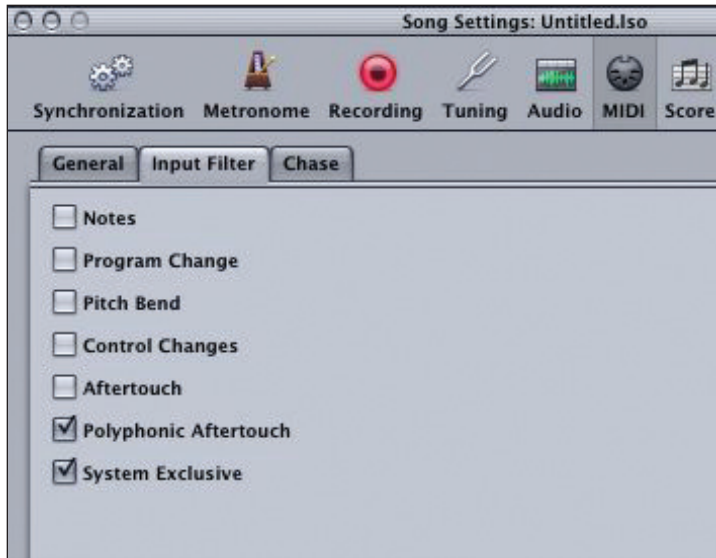 Song Settings: Untitled.lso
Synchronization Metronome Recording Tuning Audio MIDI Score
General Input Filter Chase
Notes
Program Change
Pitch Bend
Control Changes
Aftertouch
Polyphonic Aftertouch
System Exclusive